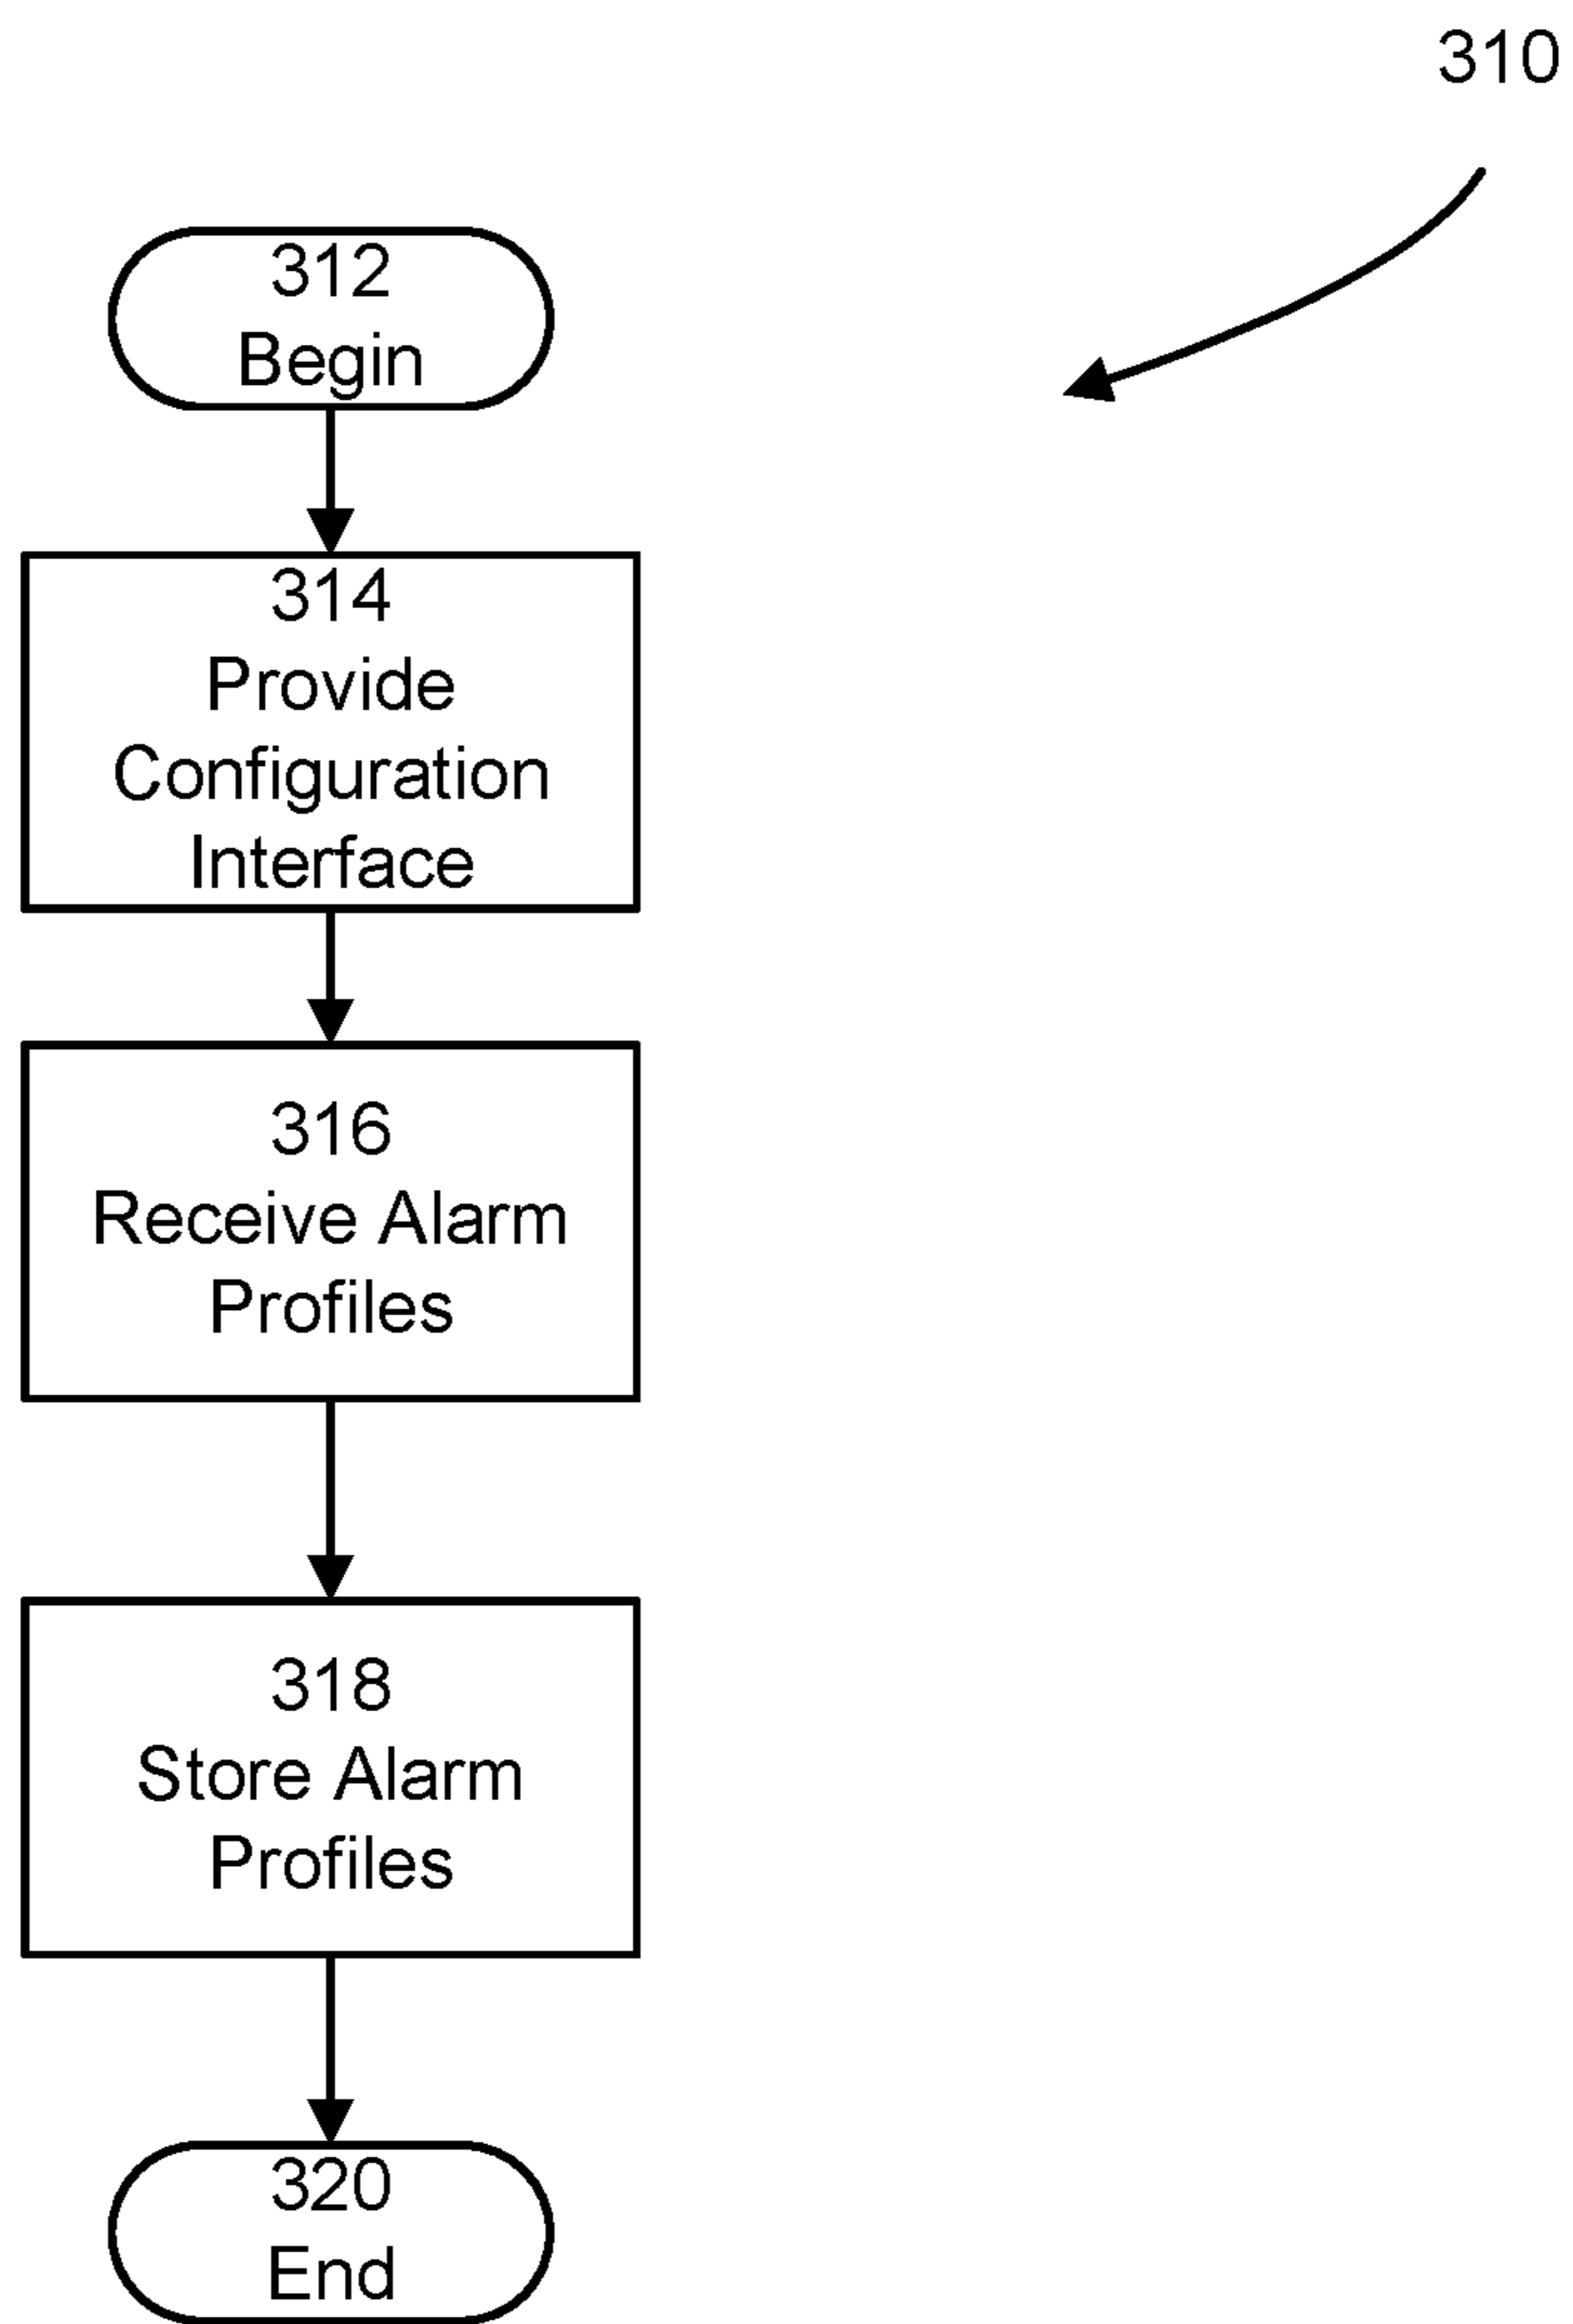 310
312
Begin
314
Provide
Configuration
Interface
316
Receive Alarm
Profiles
318
Store Alarm
Profiles
320
End